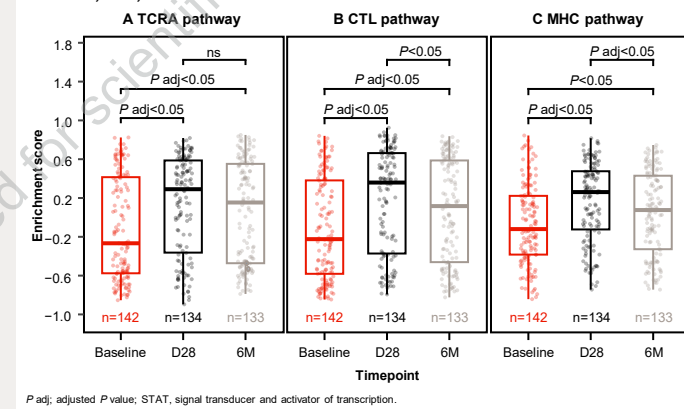 A TCRA pathway B CTL pathway C MHC pathway
1.8
1.4
1.0
0.6
0.2
−0.2
−0.6
−1.0
Enrichment score
ns
P adj<0.05
P adj<0.05
P<0.05
P adj<0.05
P adj<0.05
P adj<0.05
P<0.05
P adj<0.05
n=142 n=134 n=133 n=142 n=134 n=133 n=142 n=134 n=133
Baseline D28 6M Baseline D28 6M Baseline D28 6M
Timepoint
P adj; adjusted P value; STAT, signal transducer and activator of transcription.
for scientifi